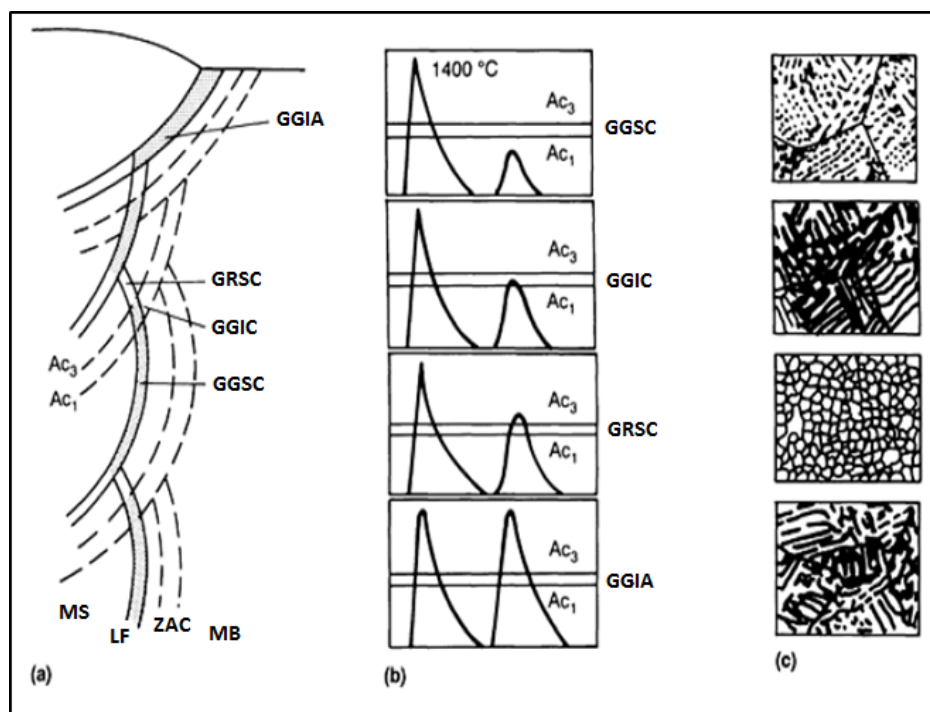 GGIA
GRSC
GGIC
Ac3
GGSC
Ac1
MS
LF
ZAC
MB
(a)
1400 °C
Ac3
GGSC
Ac1
Ac3
GGIC
Ac1
Ac3
GRSC
Ac1
Ac3
GGIA
Ac1
(b)
(c)